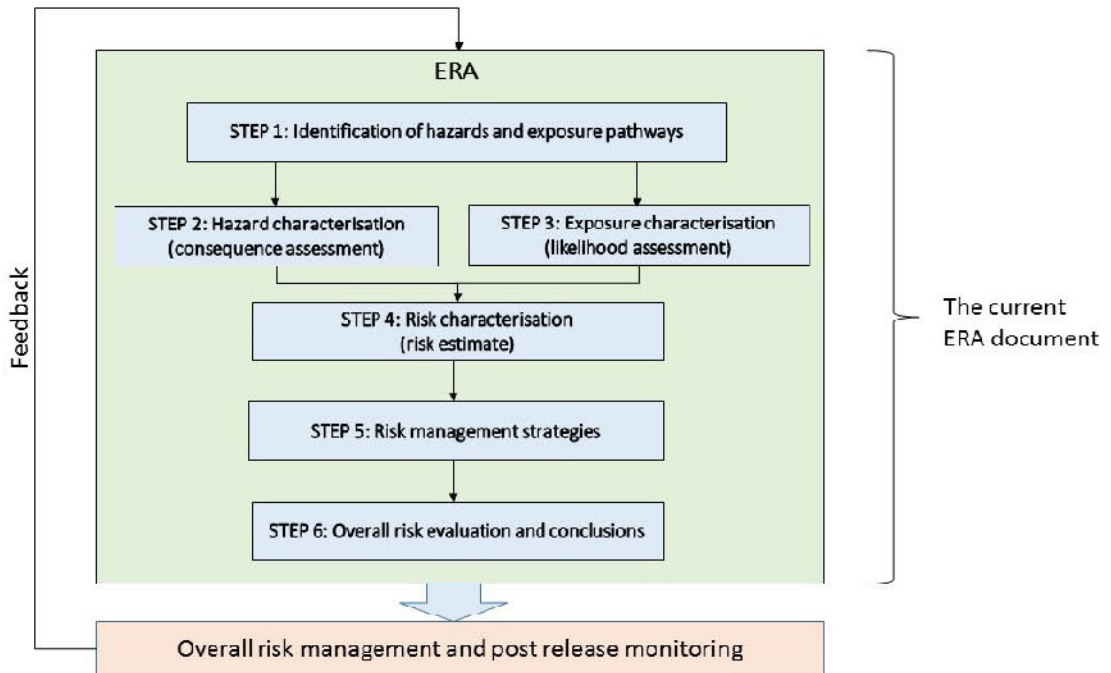 ERA
STEP 1: Identification of hazards and exposure pathways
STEP 2: Hazard characterisation
(consequence assessment)
STEP 3: Exposure characterisation
(likelihood assessment)
STEP 4: Risk characterisation
(risk estimate)
STEP 5: Risk management strategies
STEP 6: Overall risk evaluation and conclusions
Overall risk management and post release monitoring
Feedback
The current
ERA document